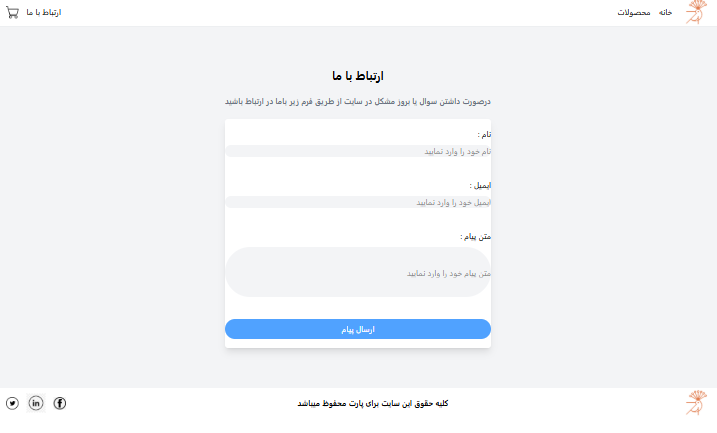 خانه
محصولات
ارتباط با ما
ارتباط با ما
درصورت داشتن سوال یا بروز مشکل در سایت از طریق فرم زیر باما در ارتباط باشید
نام :
نام خود را وارد نمایید
ایمیل :
ایمیل خود را وارد نمایید
متن پیام :
متن پیام خود را وارد نمایید
ارسال پیام
کلیه حقوق این سایت برای پارت محفوظ میباشد